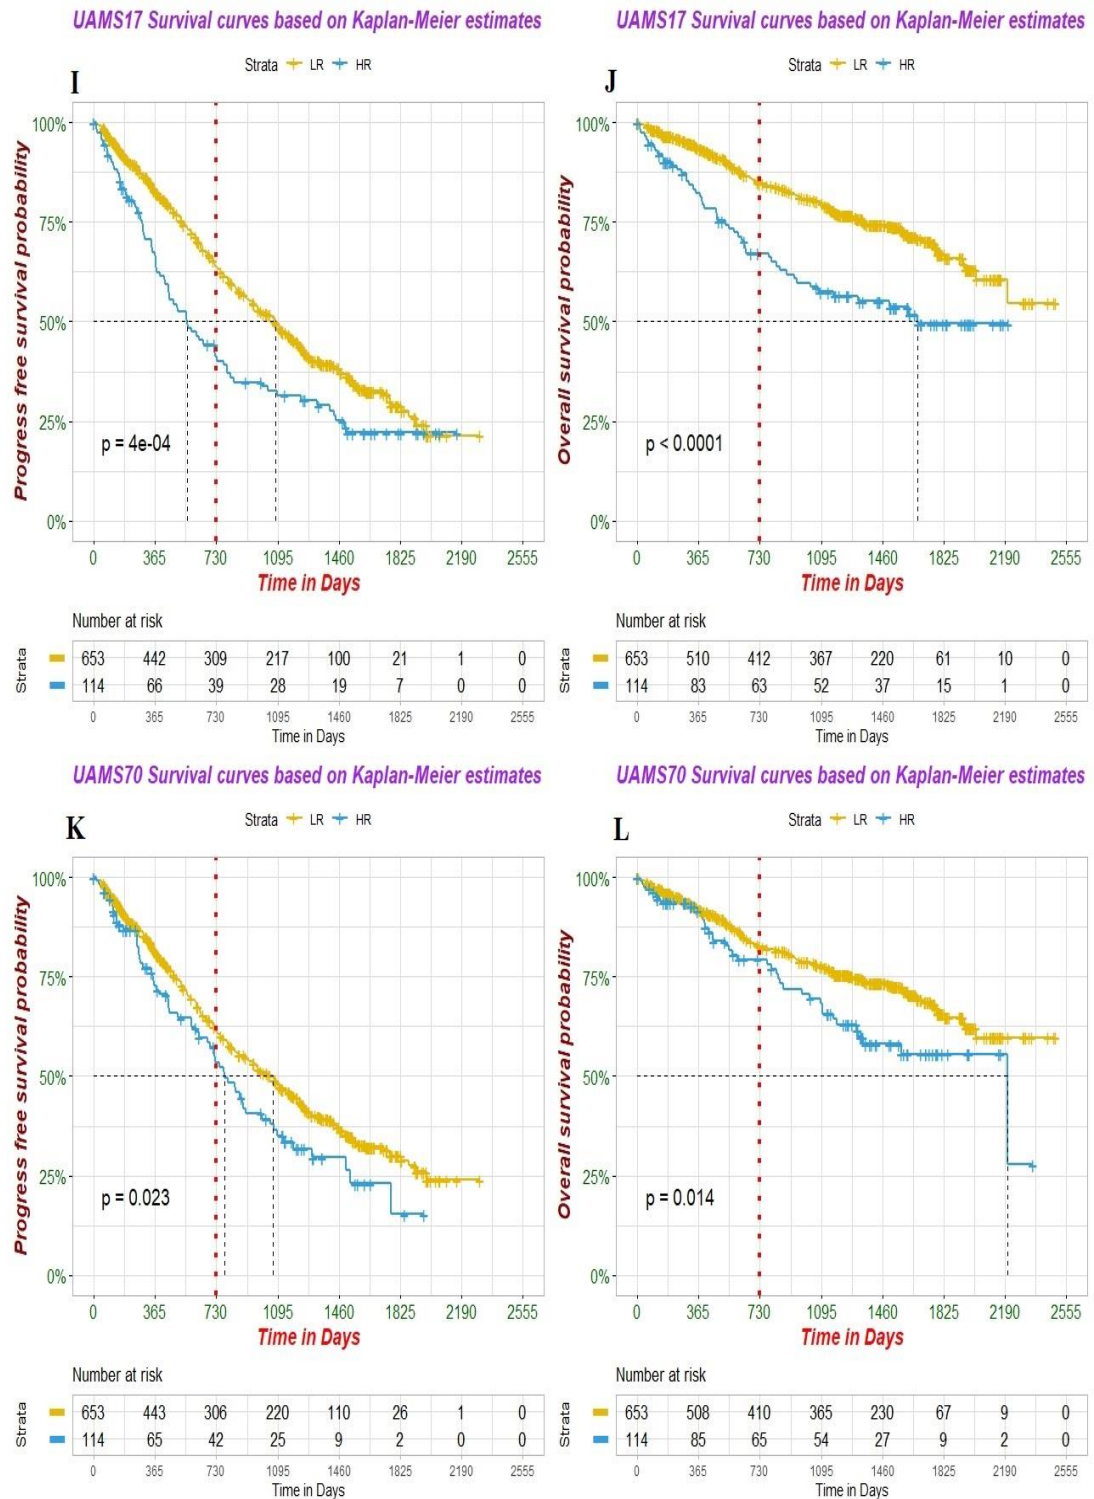 UAMS17 Survival curves based on Kaplan-Meier estimates
I
Strata LR HR
Progress free survival probability
100%
75%
50%
25%
0%
p = 4e-04
0 365 730 1095 1460 1825 2190 2555
Time in Days
Number at risk
Strata
653 442 309 217 100 21 1 0
114 66 39 28 19 7 0 0
0 365 730 1095 1460 1825 2190 2555
Time in Days
UAMS17 Survival curves based on Kaplan-Meier estimates
J
Strata LR HR
Overall survival probability
100%
75%
50%
25%
0%
p < 0.0001
0 365 730 1095 1460 1825 2190 2555
Time in Days
Number at risk
Strata
653 510 412 367 220 61 10 0
114 83 63 52 37 15 1 0
0 365 730 1095 1460 1825 2190 2555
Time in Days
UAMS70 Survival curves based on Kaplan-Meier estimates
K
Strata LR HR
Progress free survival probability
100%
75%
50%
25%
0%
p = 0.023
0 365 730 1095 1460 1825 2190 2555
Time in Days
Number at risk
Strata
653 443 306 220 110 26 1 0
114 65 42 25 9 2 0 0
0 365 730 1095 1460 1825 2190 2555
Time in Days
UAMS70 Survival curves based on Kaplan-Meier estimates
L
Strata LR HR
Overall survival probability
100%
75%
50%
25%
0%
p = 0.014
0 365 730 1095 1460 1825 2190 2555
Time in Days
Number at risk
Strata
653 508 410 365 230 67 9 0
114 85 65 54 27 9 2 0
0 365 730 1095 1460 1825 2190 2555
Time in Days